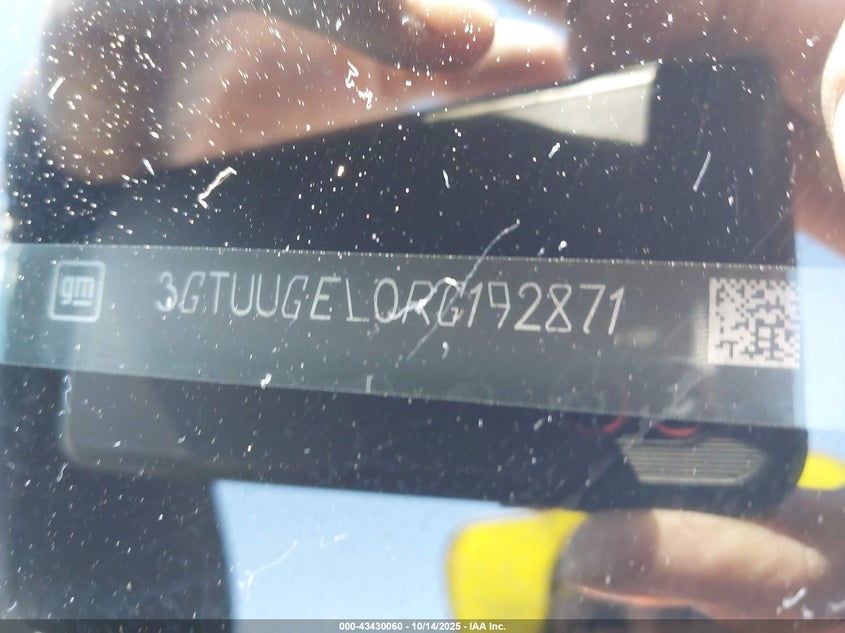 gm 3GTUUGEL0RG192871
000-43430060 - 10/14/2025 - IAA Inc.